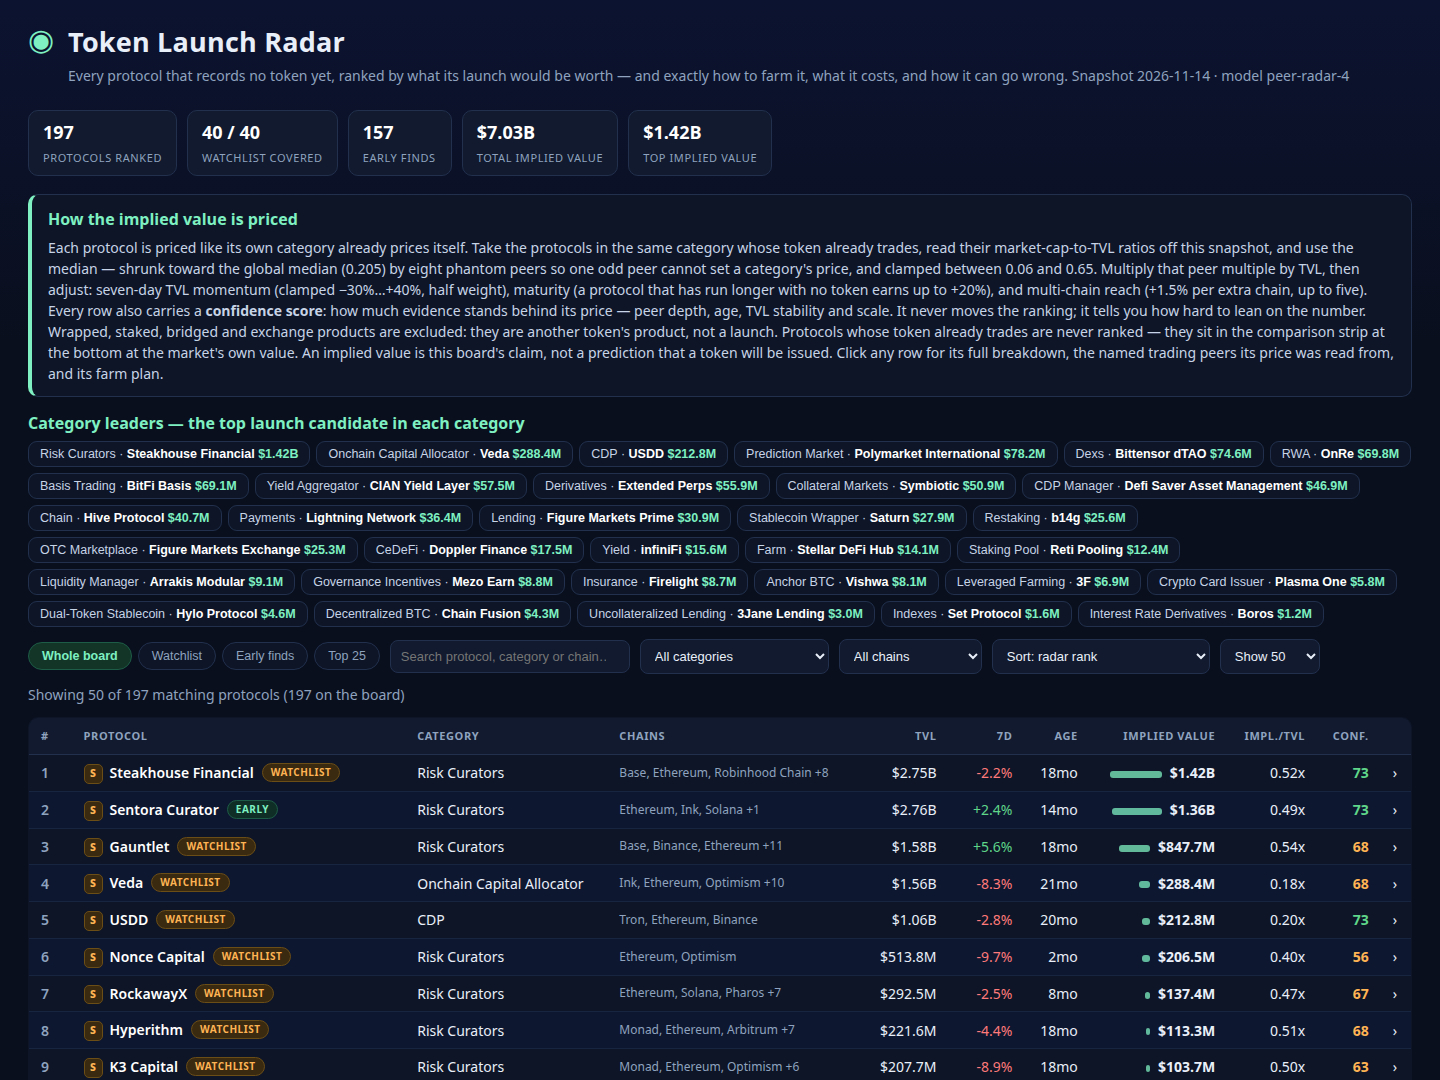 Token Launch Radar
Every protocol that records no token yet, ranked by what its launch would be worth — and exactly how to farm it, what it costs, and how it can go wrong. Snapshot 2026-11-14 · model peer-radar-4
197
PROTOCOLS RANKED
40 / 40
WATCHLIST COVERED
157
EARLY FINDS
$7.03B
TOTAL IMPLIED VALUE
$1.42B
TOP IMPLIED VALUE
How the implied value is priced
Each protocol is priced like its own category already prices itself. Take the protocols in the same category whose token already trades, read their market-cap-to-TVL ratios off this snapshot, and use the
median — shrunk toward the global median (0.205) by eight phantom peers so one odd peer cannot set a category's price, and clamped between 0.06 and 0.65. Multiply that peer multiple by TVL, then
adjust: seven-day TVL momentum (clamped −30%…+40%, half weight), maturity (a protocol that has run longer with no token earns up to +20%), and multi-chain reach (+1.5% per extra chain, up to five).
Every row also carries a confidence score: how much evidence stands behind its price — peer depth, age, TVL stability and scale. It never moves the ranking; it tells you how hard to lean on the number.
Wrapped, staked, bridged and exchange products are excluded: they are another token's product, not a launch. Protocols whose token already trades are never ranked — they sit in the comparison strip at
the bottom at the market's own value. An implied value is this board's claim, not a prediction that a token will be issued. Click any row for its full breakdown, the named trading peers its price was read from,
and its farm plan.
Category leaders — the top launch candidate in each category
Risk Curators · Steakhouse Financial $1.42B Onchain Capital Allocator · Veda $288.4M CDP · USDD $212.8M Prediction Market · Polymarket International $78.2M Dexs · Bittensor dTAO $74.6M RWA · OnRe $69.8M
Basis Trading · BitFi Basis $69.1M Yield Aggregator · CIAN Yield Layer $57.5M Derivatives · Extended Perps $55.9M Collateral Markets · Symbiotic $50.9M CDP Manager · Defi Saver Asset Management $46.9M
Chain · Hive Protocol $40.7M Payments · Lightning Network $36.4M Lending · Figure Markets Prime $30.9M Stablecoin Wrapper · Saturn $27.9M Restaking · b14g $25.6M
OTC Marketplace · Figure Markets Exchange $25.3M CeDeFi · Doppler Finance $17.5M Yield · infiniFi $15.6M Farm · Stellar DeFi Hub $14.1M Staking Pool · Reti Pooling $12.4M
Liquidity Manager · Arrakis Modular $9.1M Governance Incentives · Mezo Earn $8.8M Insurance · Firelight $8.7M Anchor BTC · Vishwa $8.1M Leveraged Farming · 3F $6.9M Crypto Card Issuer · Plasma One $5.8M
Dual-Token Stablecoin · Hylo Protocol $4.6M Decentralized BTC · Chain Fusion $4.3M Uncollateralized Lending · 3Jane Lending $3.0M Indexes · Set Protocol $1.6M Interest Rate Derivatives · Boros $1.2M
Whole board Watchlist Early finds Top 25 Search protocol, category or chain.. All categories All chains Sort: radar rank Show 50
Showing 50 of 197 matching protocols (197 on the board)
# PROTOCOL CATEGORY CHAINS TVL 7D AGE IMPLIED VALUE IMPL./TVL CONF.
1 S Steakhouse Financial WATCHLIST Risk Curators Base, Ethereum, Robinhood Chain +8 $2.75B -2.2% 18mo $1.42B 0.52x 73 ›
2 S Sentora Curator EARLY Risk Curators Ethereum, Ink, Solana +1 $2.76B +2.4% 14mo $1.36B 0.49x 73 ›
3 S Gauntlet WATCHLIST Risk Curators Base, Binance, Ethereum +11 $1.58B +5.6% 18mo $847.7M 0.54x 68 ›
4 S Veda WATCHLIST Onchain Capital Allocator Ink, Ethereum, Optimism +10 $1.56B -8.3% 21mo $288.4M 0.18x 68 ›
5 S USDD WATCHLIST CDP Tron, Ethereum, Binance $1.06B -2.8% 20mo $212.8M 0.20x 73 ›
6 S Nonce Capital WATCHLIST Risk Curators Ethereum, Optimism $513.8M -9.7% 2mo $206.5M 0.40x 56 ›
7 S RockawayX WATCHLIST Risk Curators Ethereum, Solana, Pharos +7 $292.5M -2.5% 8mo $137.4M 0.47x 67 ›
8 S Hyperithm WATCHLIST Risk Curators Monad, Ethereum, Arbitrum +7 $221.6M -4.4% 18mo $113.3M 0.51x 68 ›
9 S K3 Capital WATCHLIST Risk Curators Monad, Ethereum, Optimism +6 $207.7M -8.9% 18mo $103.7M 0.50x 63 ›